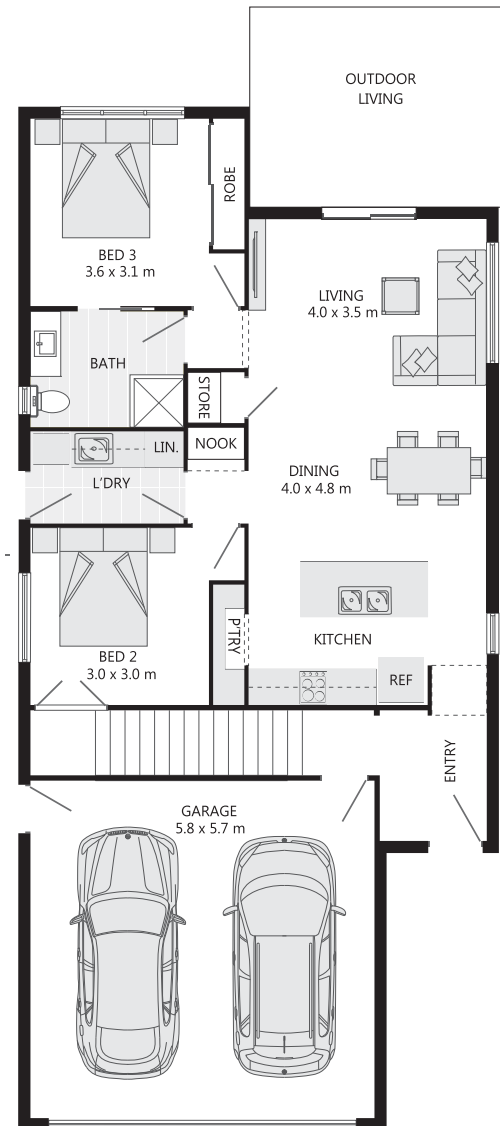 OUTDOOR
LIVING
ROBE
BED 3
3.6 x 3.1 m
LIVING
4.0 x 3.5 m
BATH
STORE
LIN.
NOOK
L'DRY
DINING
4.0 x 4.8 m
P'TRY
KITCHEN
BED 2
3.0 x 3.0 m
REF
ENTRY
GARAGE
5.8 x 5.7 m